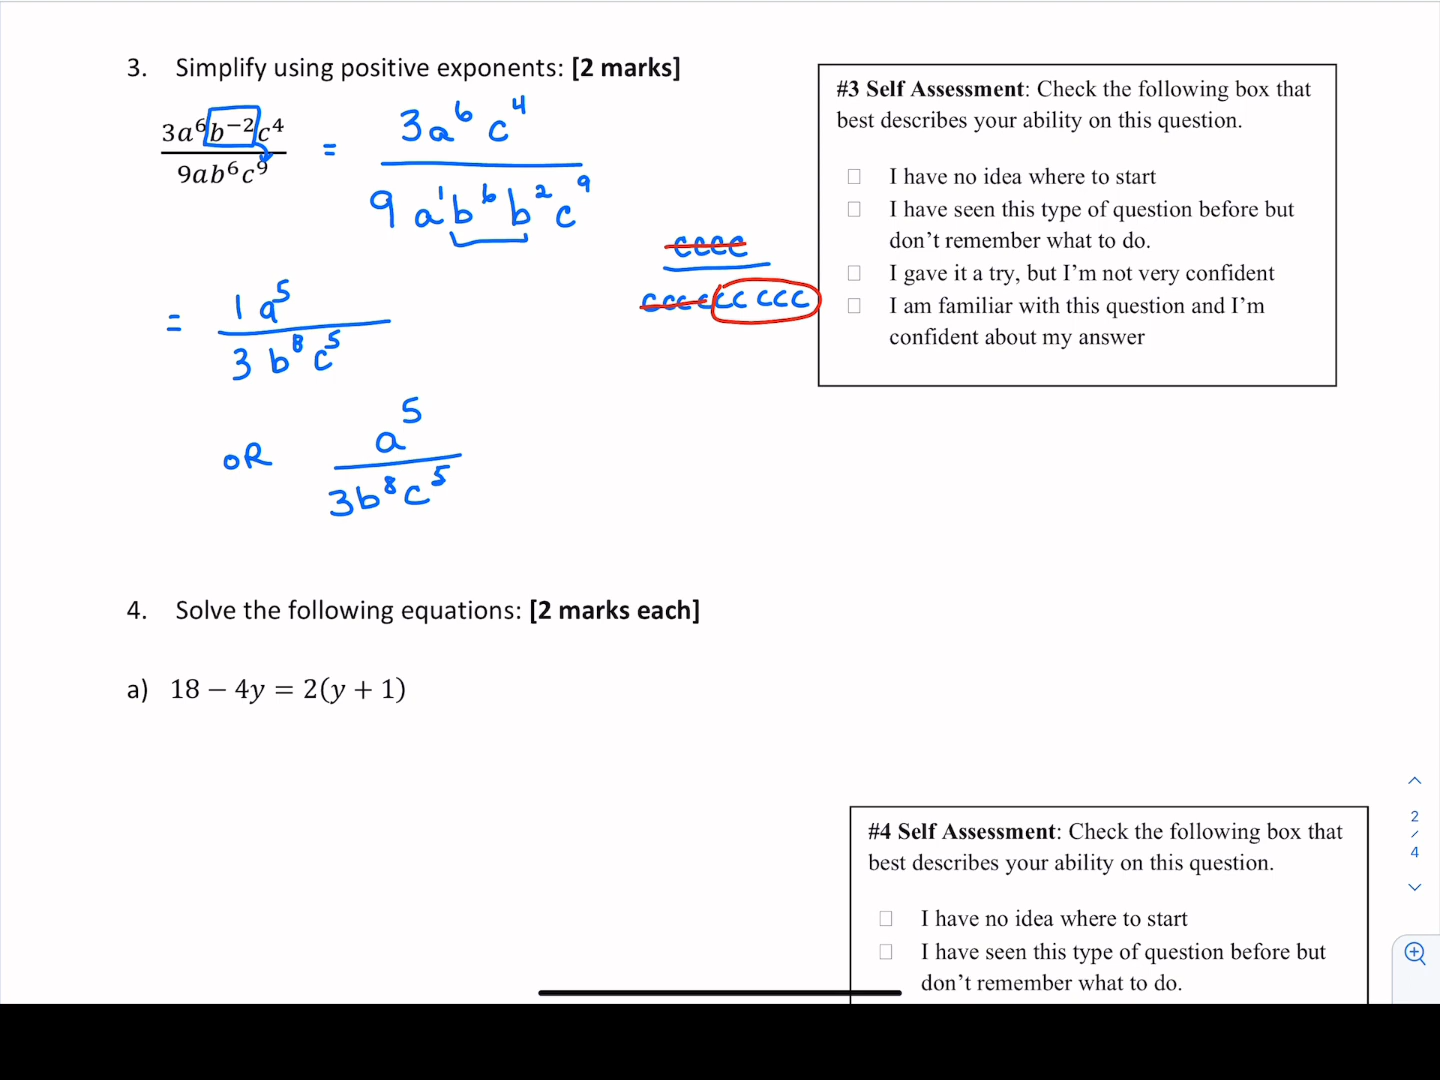 3. Simplify using positive exponents: [2 marks]
3a⁶b⁻²c⁴
9ab⁶c⁹
=
3a⁶c⁴
9a¹b⁶b²c⁹
cccc
ccccccccc
=
1a⁵
3b⁸c⁵
OR
a⁵
3b⁸c⁵
#3 Self Assessment: Check the following box that
best describes your ability on this question.
☐ I have no idea where to start
☐ I have seen this type of question before but
don’t remember what to do.
☐ I gave it a try, but I’m not very confident
☐ I am familiar with this question and I’m
confident about my answer
4. Solve the following equations: [2 marks each]
a) 18 − 4y = 2(y + 1)
#4 Self Assessment: Check the following box that
best describes your ability on this question.
☐ I have no idea where to start
☐ I have seen this type of question before but
don’t remember what to do.
2
/
4